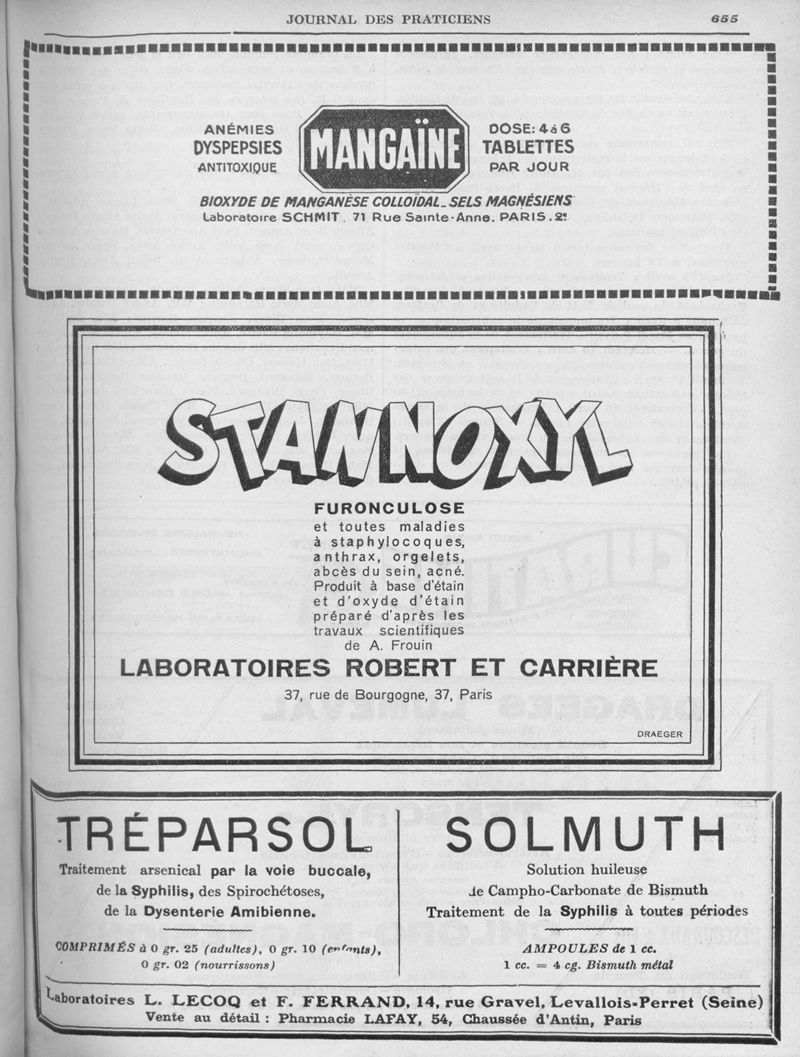 JOURNAL DES PRATICIENS
655
ANÉMIES
DYSPEPSIES
ANTITOXIQUE
MANGAÏNE
DOSE: 4 à 6
TABLETTES
PAR JOUR
BIOXYDE DE MANGANÈSE COLLOÏDAL_SELS MAGNÉSIENS
Laboratoire SCHMIT. 71 Rue Sainte-Anne. PARIS. 2e
STANNOXYL
FURONCULOSE
et toutes maladies
à staphylocoques,
anthrax, orgelets,
abcès du sein, acné.
Produit à base d'étain
et d'oxyde d'étain
préparé d'après les
travaux scientifiques
de A. Frouin
LABORATOIRES ROBERT ET CARRIÈRE
37, rue de Bourgogne, 37, Paris
DRAEGER
TRÉPARSOL
Traitement arsenical par la voie buccale,
de la Syphilis, des Spirochétoses,
de la Dysenterie Amibienne.
COMPRIMÉS à 0 gr. 25 (adultes), 0 gr. 10 (enfants),
0 gr. 02 (nourrissons)
SOLMUTH
Solution huileuse
de Campho-Carbonate de Bismuth
Traitement de la Syphilis à toutes périodes
AMPOULES de 1 cc.
1 cc. = 4 cg. Bismuth métal
Laboratoires L. LECOQ et F. FERRAND, 14, rue Gravel, Levallois-Perret (Seine)
Vente au détail : Pharmacie LAFAY, 54, Chaussée d'Antin, Paris